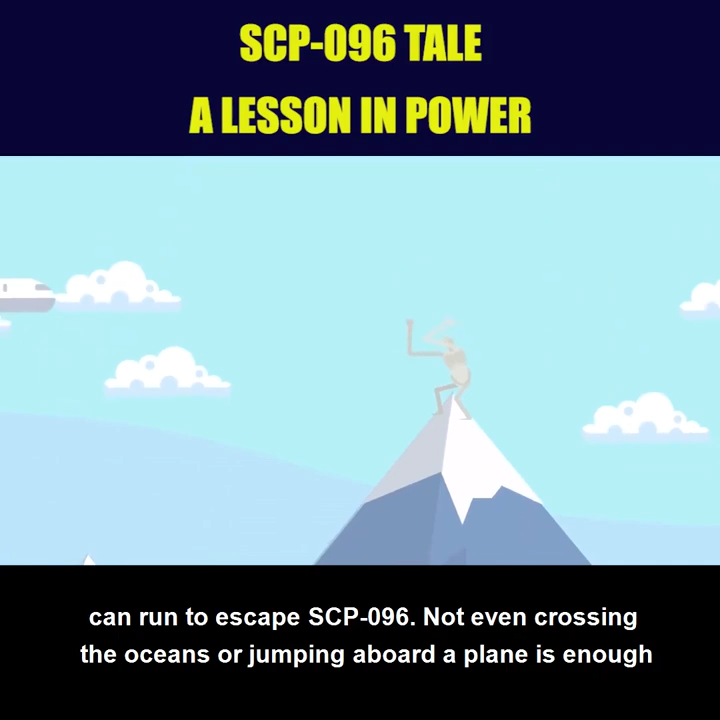 SCP-096 TALE
A LESSON IN POWER
can run to escape SCP-096. Not even crossing
the oceans or jumping aboard a plane is enough